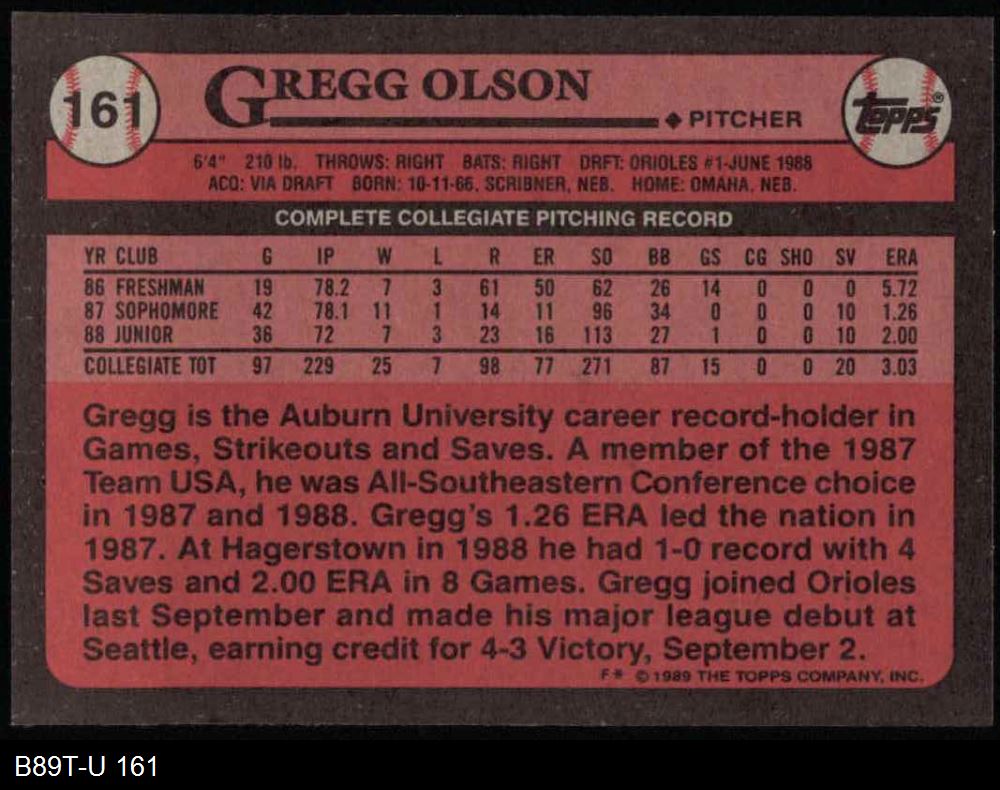 161
GREGG OLSON
◆ PITCHER
Topps®
6'4" 210 lb. THROWS: RIGHT BATS: RIGHT DRFT: ORIOLES #1-JUNE 1988
ACQ: VIA DRAFT BORN: 10-11-66, SCRIBNER, NEB. HOME: OMAHA, NEB.
COMPLETE COLLEGIATE PITCHING RECORD
YR CLUB G IP W L R ER SO BB GS CG SHO SV ERA
86 FRESHMAN 19 78.2 7 3 61 50 62 26 14 0 0 0 5.72
87 SOPHOMORE 42 78.1 11 1 14 11 96 34 0 0 0 10 1.26
88 JUNIOR 36 72 7 3 23 16 113 27 1 0 0 10 2.00
COLLEGIATE TOT 97 229 25 7 98 77 271 87 15 0 0 20 3.03
Gregg is the Auburn University career record-holder in
Games, Strikeouts and Saves. A member of the 1987
Team USA, he was All-Southeastern Conference choice
in 1987 and 1988. Gregg's 1.26 ERA led the nation in
1987. At Hagerstown in 1988 he had 1-0 record with 4
Saves and 2.00 ERA in 8 Games. Gregg joined Orioles
last September and made his major league debut at
Seattle, earning credit for 4-3 Victory, September 2.
F* © 1989 THE TOPPS COMPANY, INC.
B89T-U 161